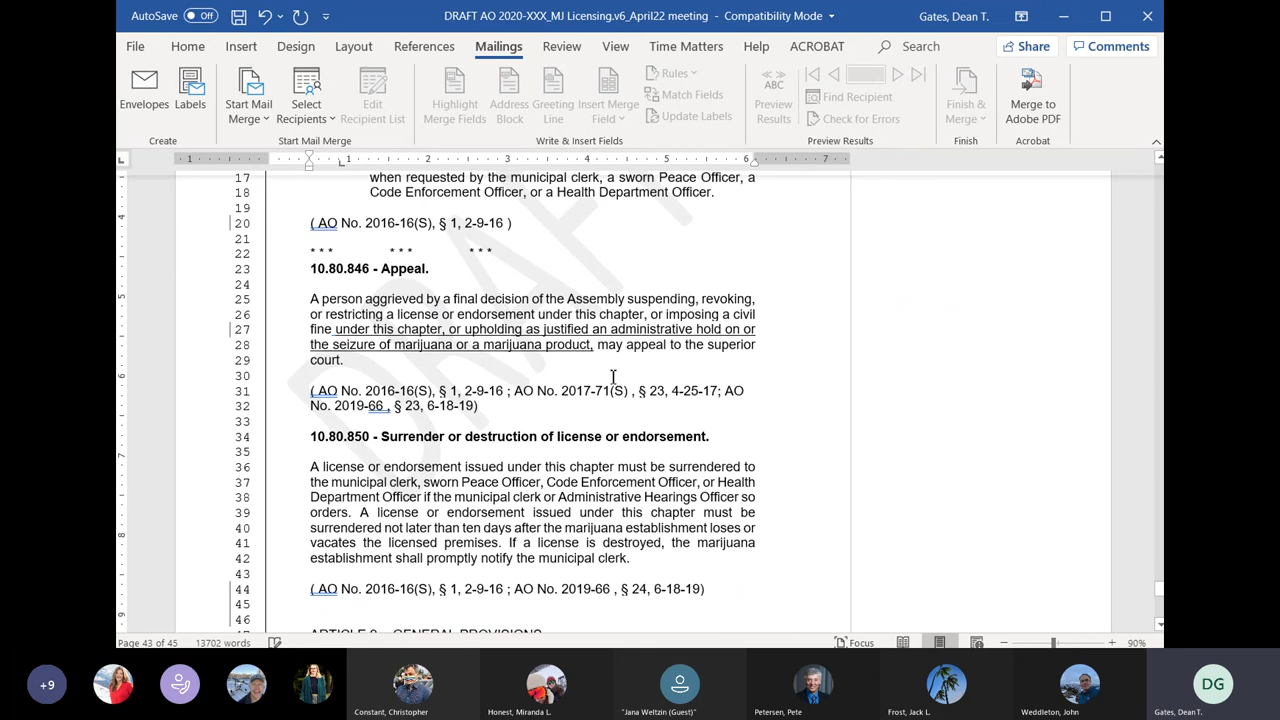 AutoSave Off DRAFT AO 2020-XXX_MJ Licensing.v6_April22 meeting - Compatibility Mode Gates, Dean T.
File Home Insert Design Layout References Mailings Review View Time Matters Help ACROBAT Search Share Comments
Envelopes Labels Start Mail Merge Select Recipients Edit Recipient List Highlight Merge Fields Address Block Greeting Line Insert Merge Field Rules Match Fields Update Labels ABC Preview Results Find Recipient Check for Errors Finish & Merge Merge to Adobe PDF
Create Start Mail Merge Write & Insert Fields Preview Results Finish Acrobat
1 1 2 3 4 5 6 7
17 when requested by the municipal clerk, a sworn Peace Officer, a
18 Code Enforcement Officer, or a Health Department Officer.
19
20 ( AO No. 2016-16(S), § 1, 2-9-16 )
21
22 * * * * * * * * *
23 10.80.846 - Appeal.
24
25 A person aggrieved by a final decision of the Assembly suspending, revoking,
26 or restricting a license or endorsement under this chapter, or imposing a civil
27 fine under this chapter, or upholding as justified an administrative hold on or
28 the seizure of marijuana or a marijuana product, may appeal to the superior
29 court.
30
31 ( AO No. 2016-16(S), § 1, 2-9-16 ; AO No. 2017-71(S) , § 23, 4-25-17; AO
32 No. 2019-66 , § 23, 6-18-19)
33
34 10.80.850 - Surrender or destruction of license or endorsement.
35
36 A license or endorsement issued under this chapter must be surrendered to
37 the municipal clerk, sworn Peace Officer, Code Enforcement Officer, or Health
38 Department Officer if the municipal clerk or Administrative Hearings Officer so
39 orders. A license or endorsement issued under this chapter must be
40 surrendered not later than ten days after the marijuana establishment loses or
41 vacates the licensed premises. If a license is destroyed, the marijuana
42 establishment shall promptly notify the municipal clerk.
43
44 ( AO No. 2016-16(S), § 1, 2-9-16 ; AO No. 2019-66 , § 24, 6-18-19)
45
46
DRAFT
Page 43 of 45 13702 words Focus 90%
+9 DG
Constant, Christopher Honest, Miranda L. "Jana Weltzin (Guest)" Petersen, Pete Frost, Jack L. Weddleton, John Gates, Dean T.